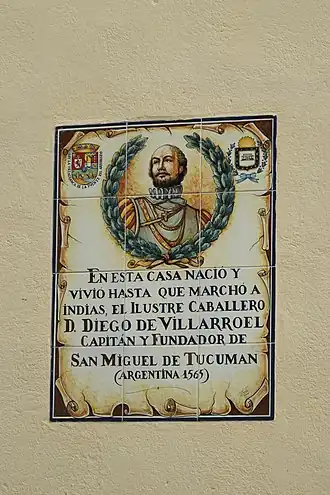 EN ESTA CASA NACIÓ Y
VIVIÓ HASTA QUE MARCHÓ A
INDIAS, EL ILUSTRE CABALLERO
D. DIEGO DE VILLARROEL
CAPITÁN Y FUNDADOR DE
SAN MIGUEL DE TUCUMAN
(ARGENTINA 1565)